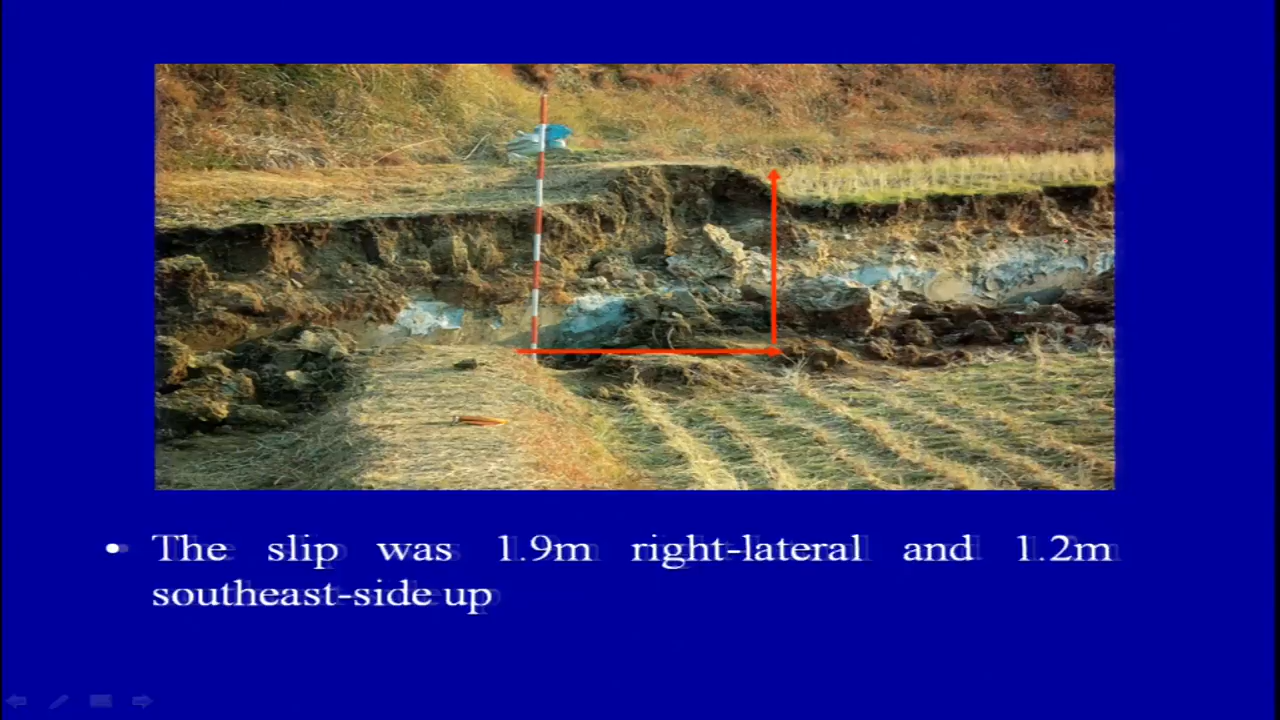 • The slip was 1.9m right-lateral and 1.2m
southeast-side up